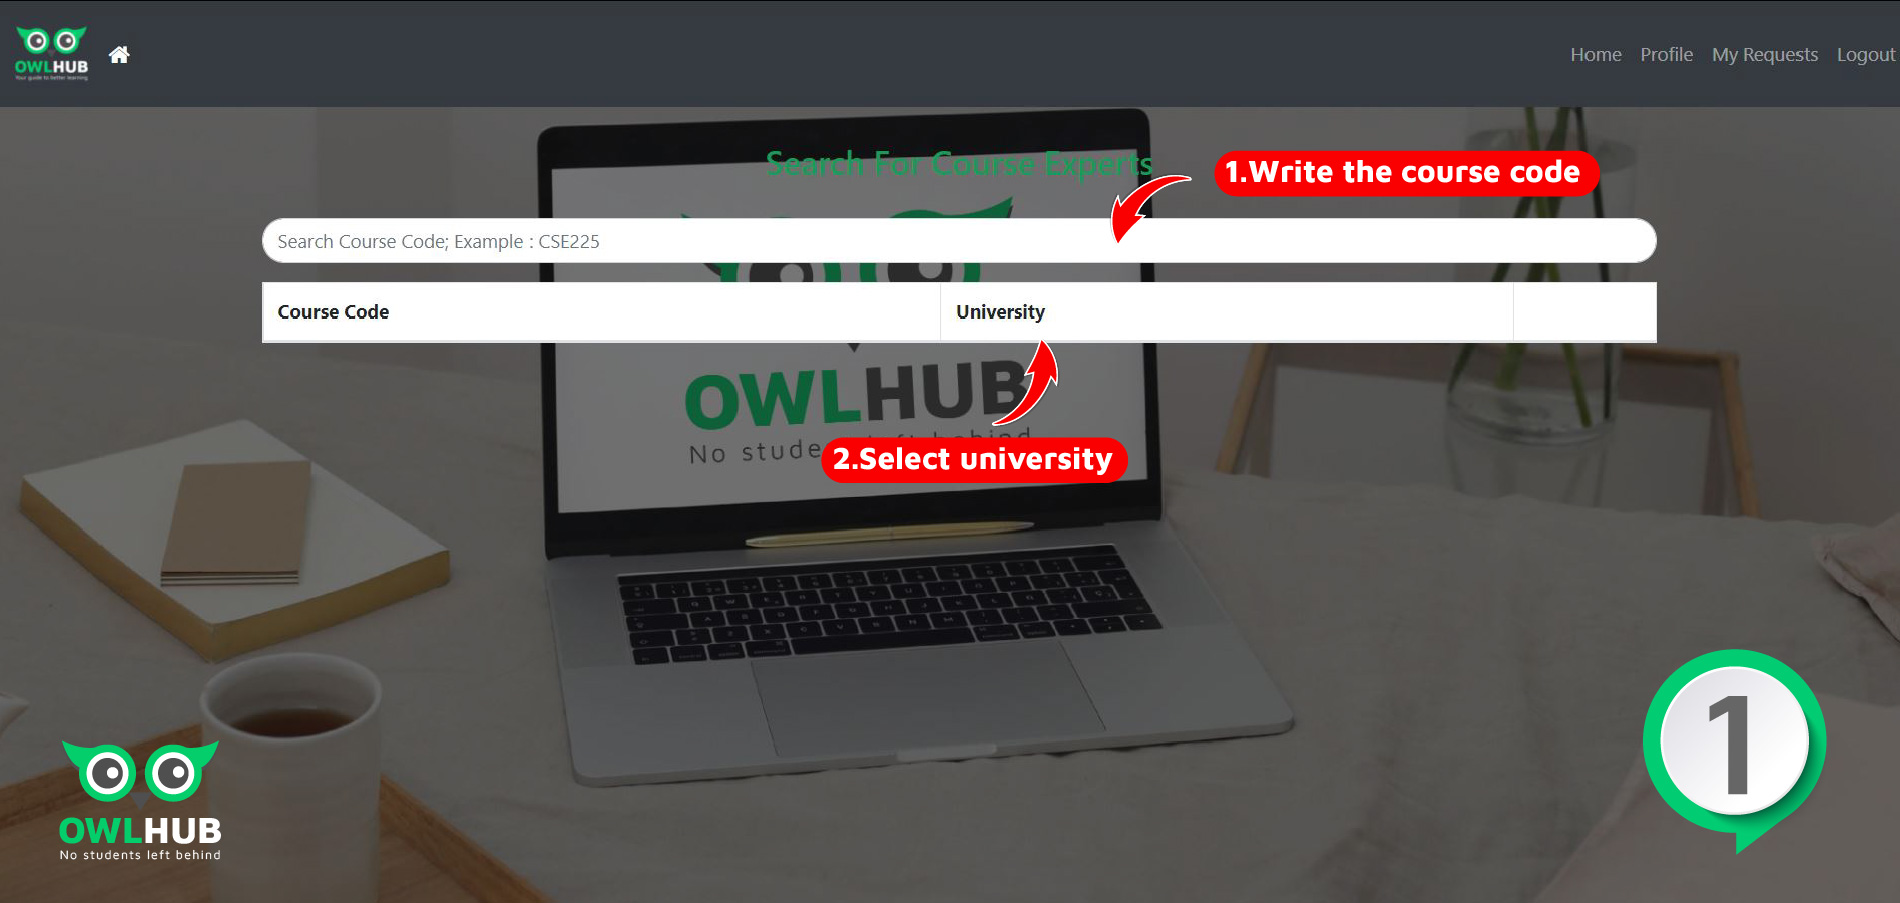 OWLHUB
Your guide to better learning
Home Profile My Requests Logout
Search For Course Experts
1.Write the course code
Search Course Code; Example : CSE225
Course Code University
OWLHUB
No stude
2.Select university
1
OWLHUB
No students left behind